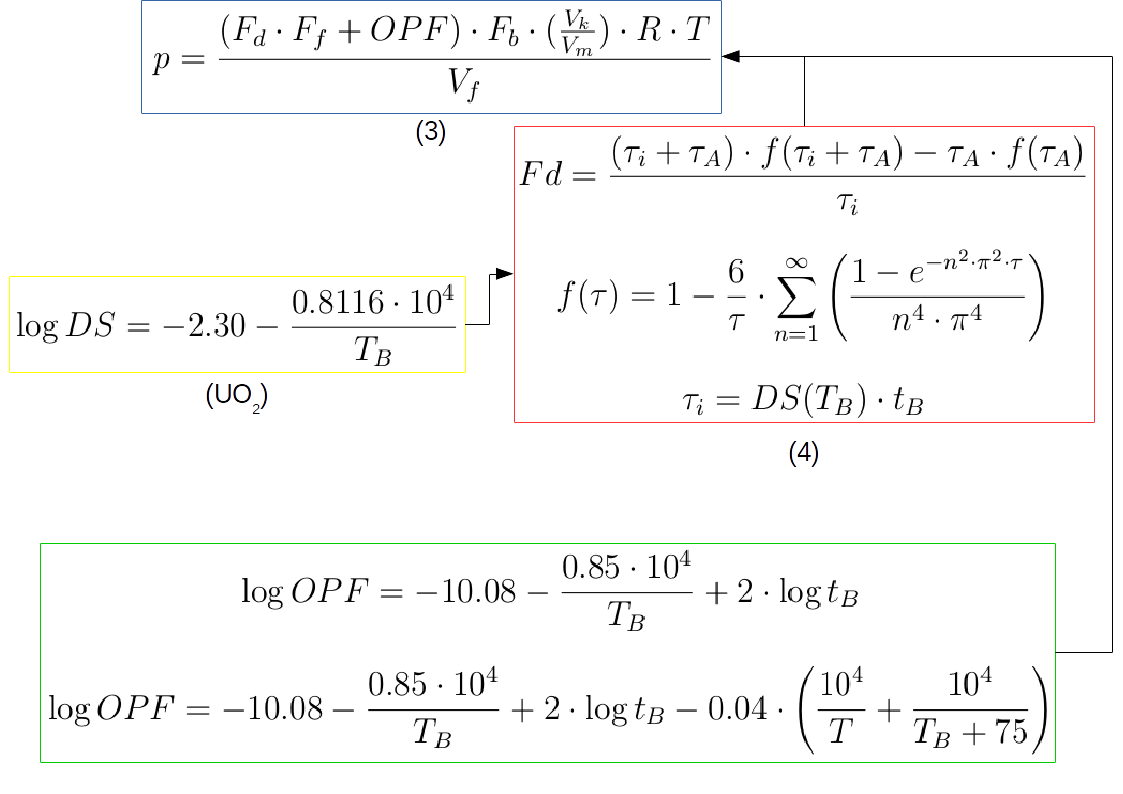 p = \frac{(F_d \cdot F_f + OPF) \cdot F_b \cdot (\frac{V_k}{V_m}) \cdot R \cdot T}{V_f}
(3)
Fd = \frac{(\tau_i + \tau_A) \cdot f(\tau_i + \tau_A) - \tau_A \cdot f(\tau_A)}{\tau_i}
f(\tau) = 1 - \frac{6}{\tau} \cdot \sum_{n=1}^{\infty} \left( \frac{1 - e^{-n^2 \cdot \pi^2 \cdot \tau}}{n^4 \cdot \pi^4} \right)
\tau_i = DS(T_B) \cdot t_B
(4)
\log DS = -2.30 - \frac{0.8116 \cdot 10^4}{T_B}
(UO_2)
\log OPF = -10.08 - \frac{0.85 \cdot 10^4}{T_B} + 2 \cdot \log t_B
\log OPF = -10.08 - \frac{0.85 \cdot 10^4}{T_B} + 2 \cdot \log t_B - 0.04 \cdot \left( \frac{10^4}{T} + \frac{10^4}{T_B + 75} \right)